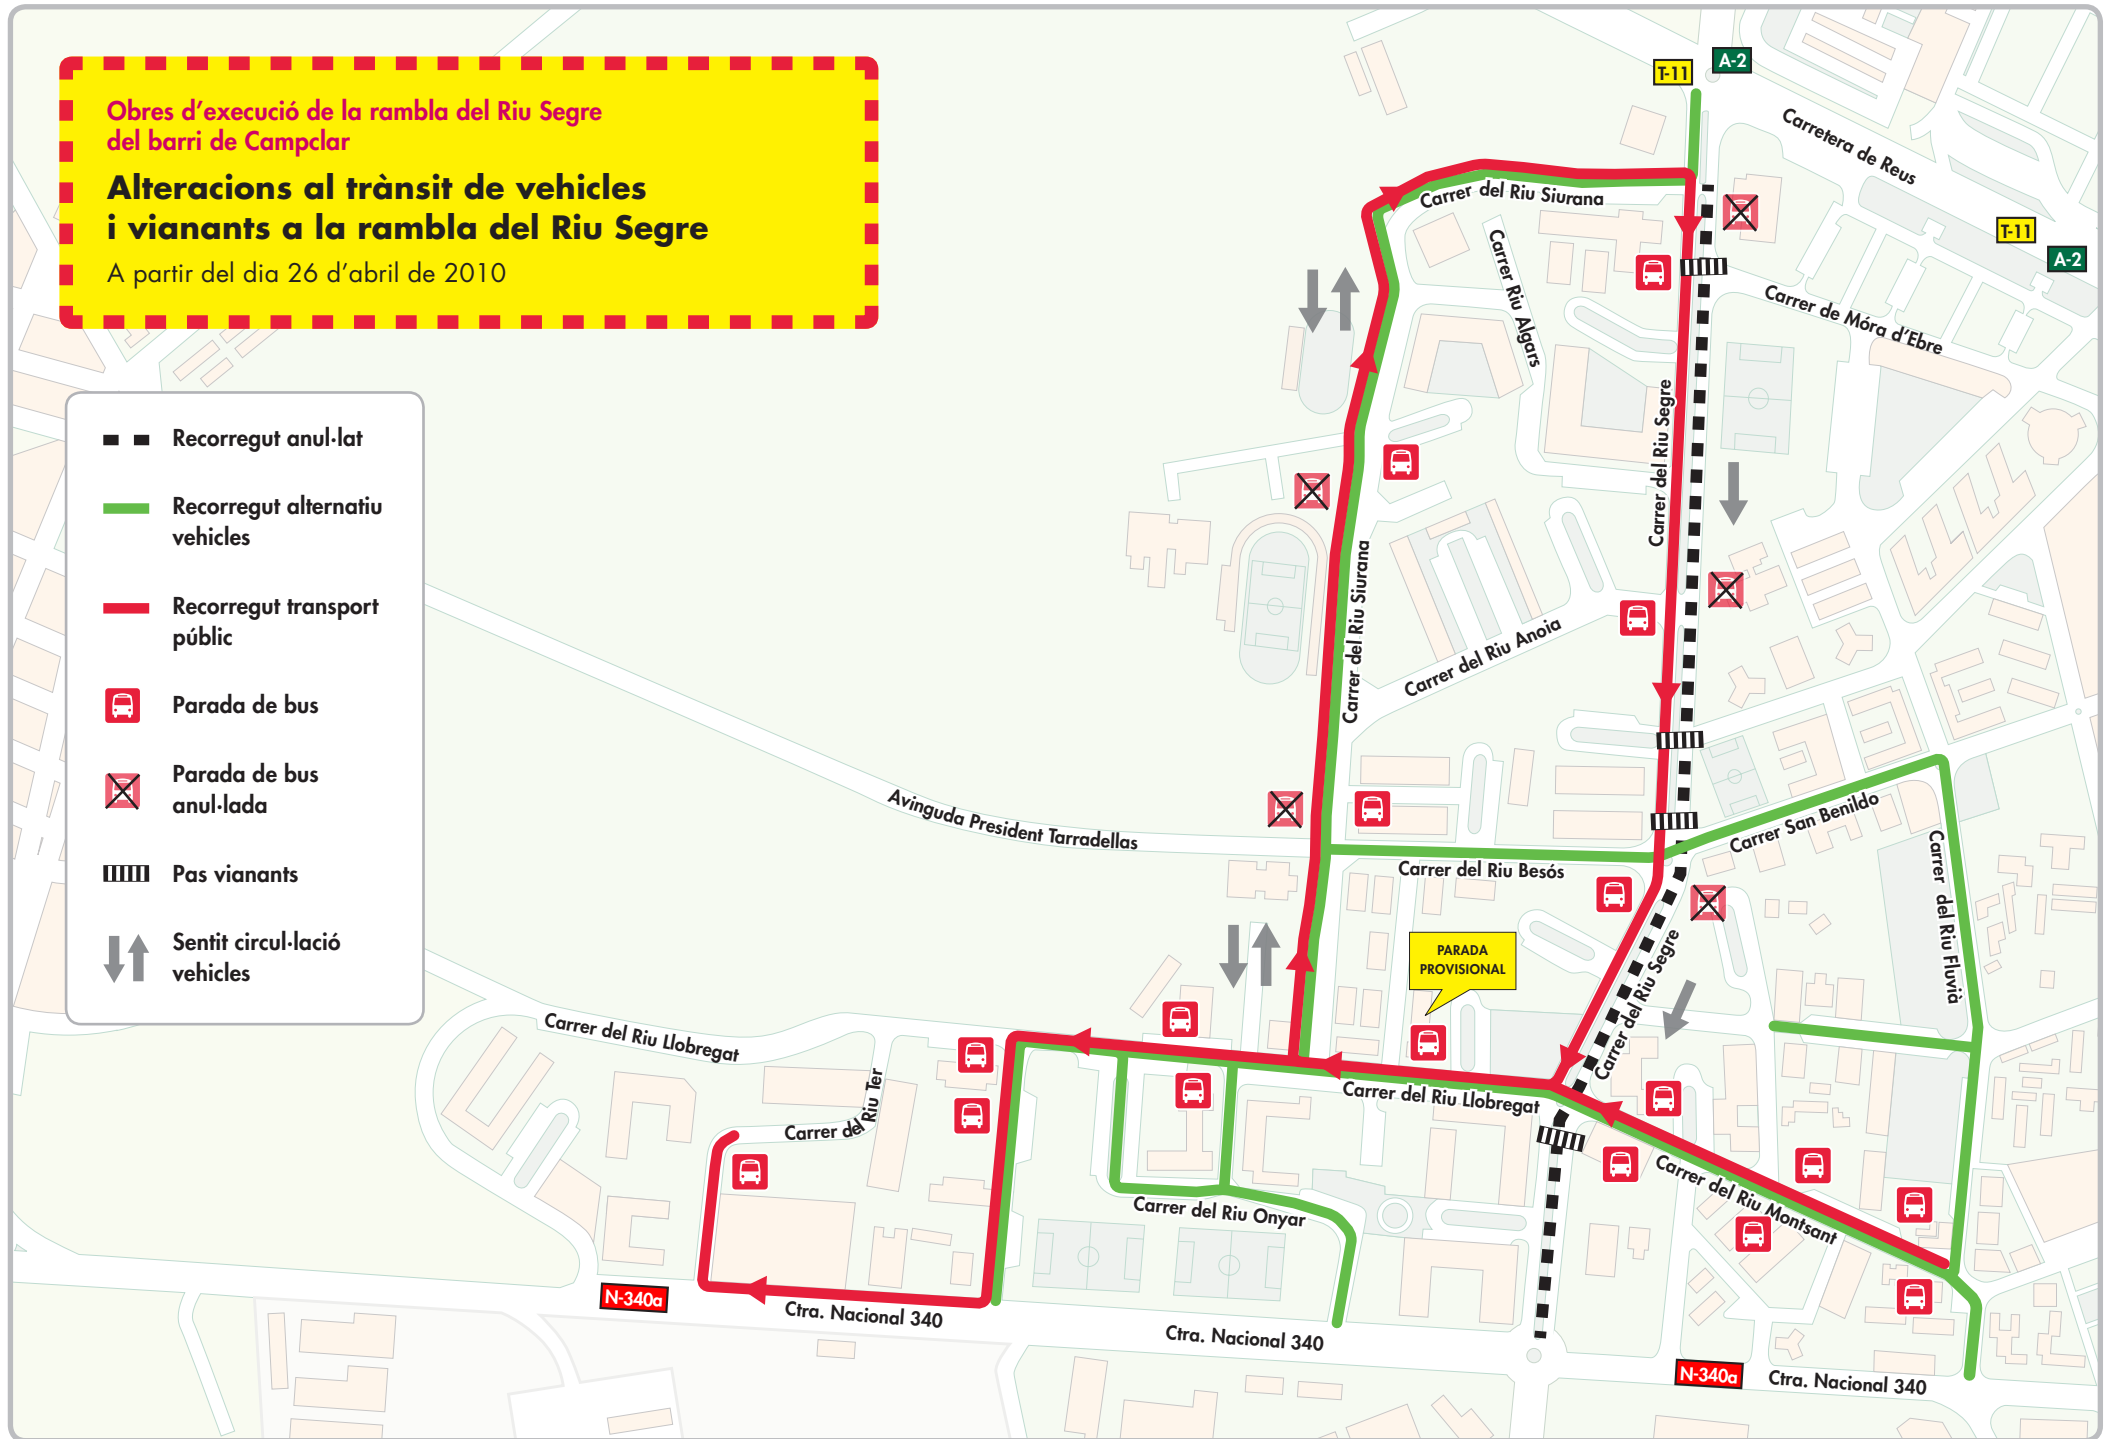 Obres d'execució de la rambla del Riu Segre
del barri de Campclar
Alteracions al trànsit de vehicles
i vianants a la rambla del Riu Segre
A partir del dia 26 d'abril de 2010
Recorregut anul·lat
Recorregut alternatiu
vehicles
Recorregut transport
públic
Parada de bus
Parada de bus
anul·lada
Pas vianants
Sentit circul·lació
vehicles
T-11
A-2
Carretera de Reus
T-11
A-2
Carrer del Riu Siurana
Carrer Riu Algars
Carrer de Móra d'Ebre
Carrer del Riu Segre
Carrer del Riu Siurana
Carrer del Riu Anoia
Avinguda President Tarradellas
Carrer San Benildo
Carrer del Riu Besós
Carrer del Riu Fluvià
PARADA
PROVISIONAL
Carrer del Riu Segre
Carrer del Riu Llobregat
Carrer del Riu Ter
Carrer del Riu Llobregat
Carrer del Riu Montsant
Carrer del Riu Onyar
N-340a
Ctra. Nacional 340
Ctra. Nacional 340
N-340a
Ctra. Nacional 340